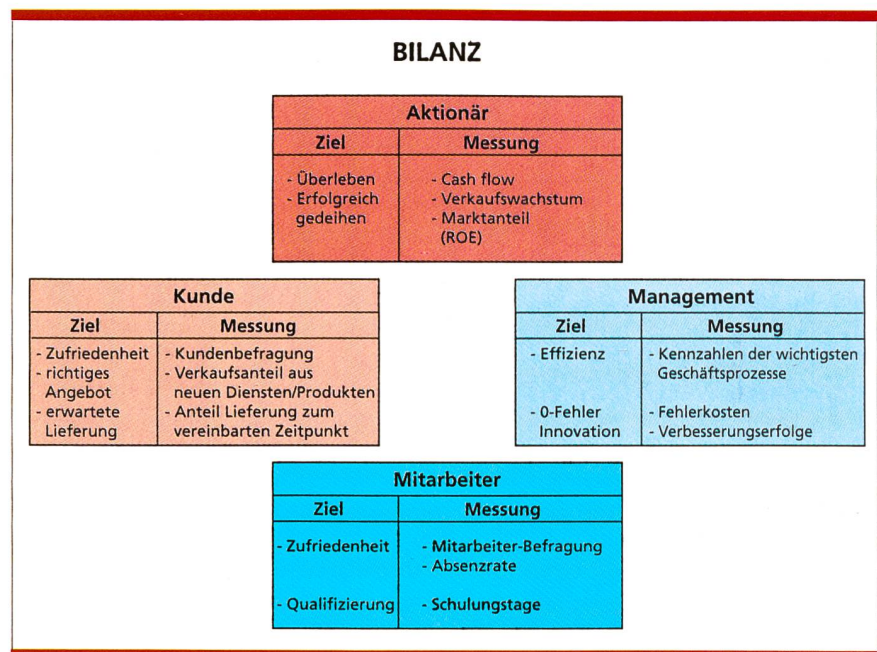 BILANZ
Aktionär
Ziel
Messung
- Überleben
- Erfolgreich
gedeihen
- Cash flow
- Verkaufswachstum
- Marktanteil
(ROE)
Kunde
Ziel
Messung
- Zufriedenheit
- richtiges
Angebot
- erwartete
Lieferung
- Kundenbefragung
- Verkaufsanteil aus
neuen Diensten/Produkten
- Anteil Lieferung zum
vereinbarten Zeitpunkt
Management
Ziel
Messung
- Effizienz
- 0-Fehler
Innovation
- Kennzahlen der wichtigsten
Geschäftsprozesse
- Fehlerkosten
- Verbesserungserfolge
Mitarbeiter
Ziel
Messung
- Zufriedenheit
- Qualifizierung
- Mitarbeiter-Befragung
- Absenzrate
- Schulungstage